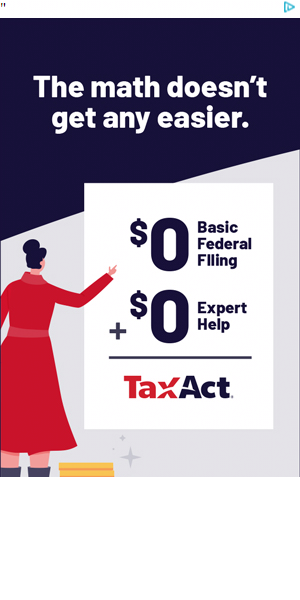 "
The math doesn't
get any easier.
$0 Basic
Federal
FIling
+ $0 Expert
Help
TaxAct.